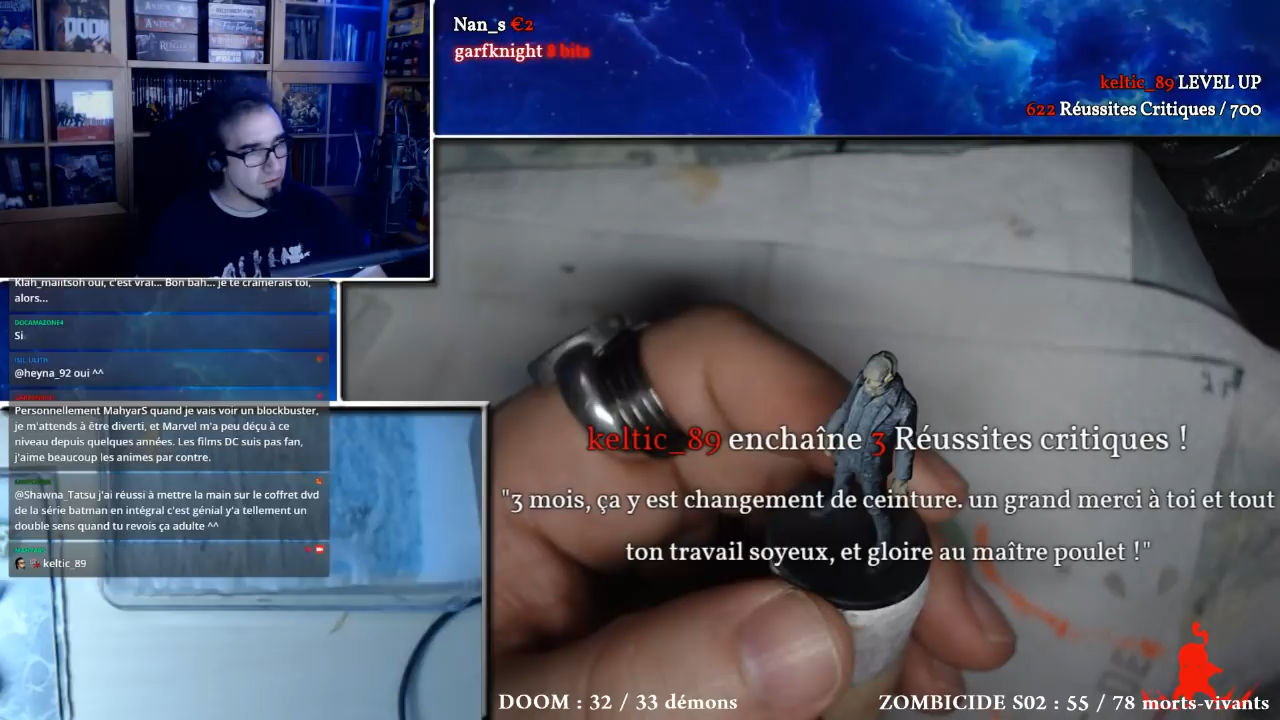 DOOM
Nan_s €2
garfknight 8 bits
keltic_89 LEVEL UP
622 Réussites Critiques / 700
Klah_malitsoh oui, c'est vrai... Bon bah... je te cramerais toi,
alors...
DOCAMAZONE4
Si
@heyna_92 oui ^^
Personnellement MahyarS quand je vais voir un blockbuster,
je m'attends à être diverti, et Marvel m'a peu déçu à ce
niveau depuis quelques années. Les films DC suis pas fan,
j'aime beaucoup les animes par contre.
@Shawna_Tatsu j'ai réussi à mettre la main sur le coffret dvd
de la série batman en intégral c'est génial y'a tellement un
double sens quand tu revois ça adulte ^^
MAHYARS
keltic_89
keltic_89 enchaîne 3 Réussites critiques !
"3 mois, ça y est changement de ceinture. un grand merci à toi et tout
ton travail soyeux, et gloire au maître poulet !"
DOOM : 32 / 33 démons
ZOMBICIDE S02 : 55 / 78 morts-vivants